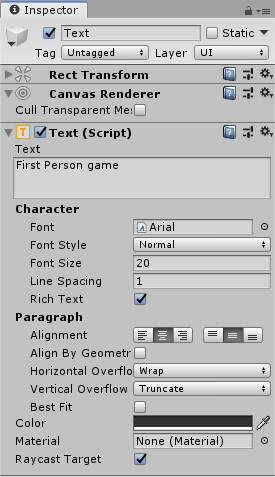 Inspector
Text
Static
Tag Untagged Layer UI
Rect Transform
Canvas Renderer
Cull Transparent Mes
Text (Script)
Text
First Person game
Character
Font Arial
Font Style Normal
Font Size 20
Line Spacing 1
Rich Text
Paragraph
Alignment
Align By Geometr
Horizontal Overflo Wrap
Vertical Overflow Truncate
Best Fit
Color
Material None (Material)
Raycast Target